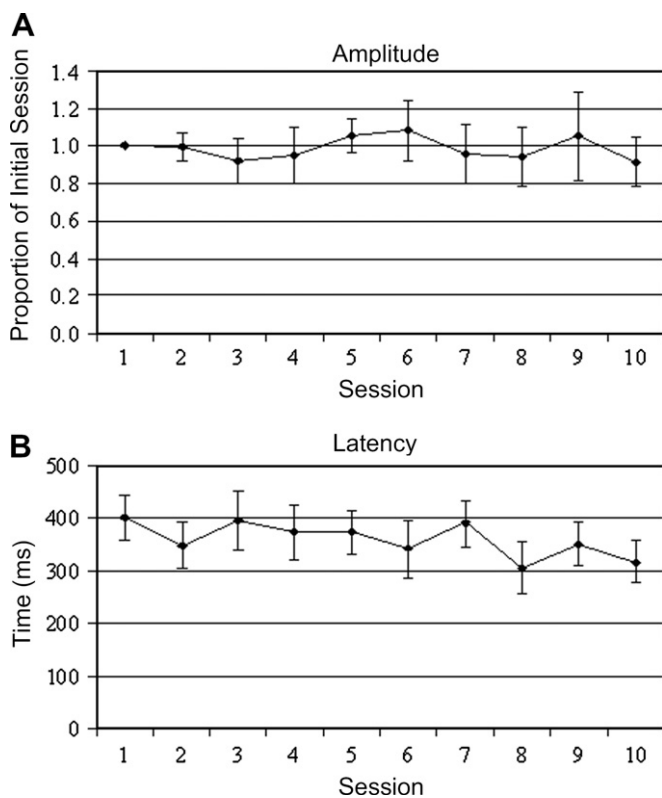 A
Amplitude
Proportion of Initial Session
1.4
1.2
1.0
0.8
0.6
0.4
0.2
0.0
1 2 3 4 5 6 7 8 9 10
Session
B
Latency
Time (ms)
500
400
300
200
100
0
1 2 3 4 5 6 7 8 9 10
Session